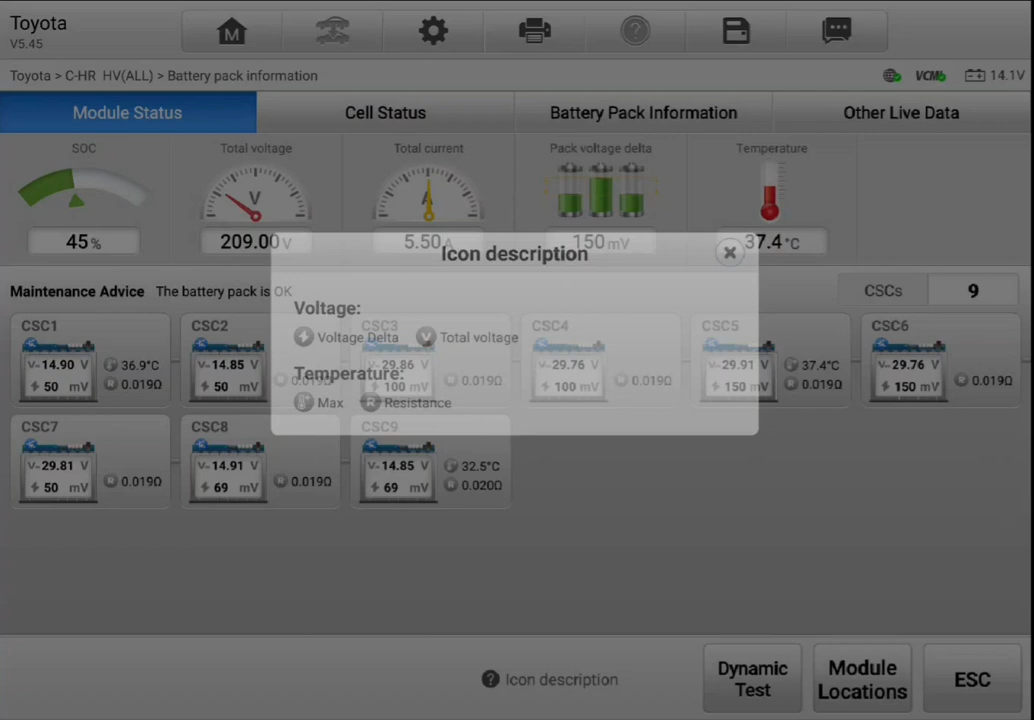 Toyota
V5.45
M
Toyota > C-HR HV(ALL) > Battery pack information
VCMI
14.1V
Module Status
Cell Status
Battery Pack Information
Other Live Data
SOC
Total voltage
Total current
Pack voltage delta
Temperature
V
A
45 %
209.00 V
5.50 A
150 mV
37.4 °C
Icon description
Maintenance Advice The battery pack is OK
CSCs 9
Voltage:
Voltage Delta
V Total voltage
Temperature:
Max
R Resistance
CSC1
14.90 V
50 mV
36.9°C
R 0.019Ω
CSC2
14.85 V
50 mV
R 0.019Ω
CSC3
29.86 V
100 mV
R 0.019Ω
CSC4
29.76 V
100 mV
R 0.019Ω
CSC5
29.91 V
150 mV
37.4°C
R 0.019Ω
CSC6
29.76 V
150 mV
R 0.019Ω
CSC7
29.81 V
50 mV
R 0.019Ω
CSC8
14.91 V
69 mV
R 0.019Ω
CSC9
14.85 V
69 mV
32.5°C
R 0.020Ω
? Icon description
Dynamic
Test
Module
Locations
ESC